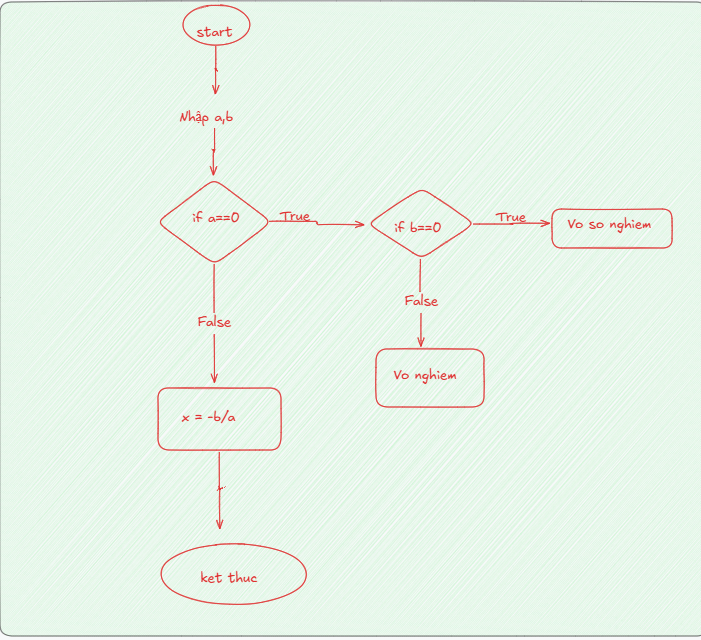 start
Nhập a,b
if a==0
True
if b==0
True
Vo so nghiem
False
False
Vo nghiem
x = -b/a
ket thuc